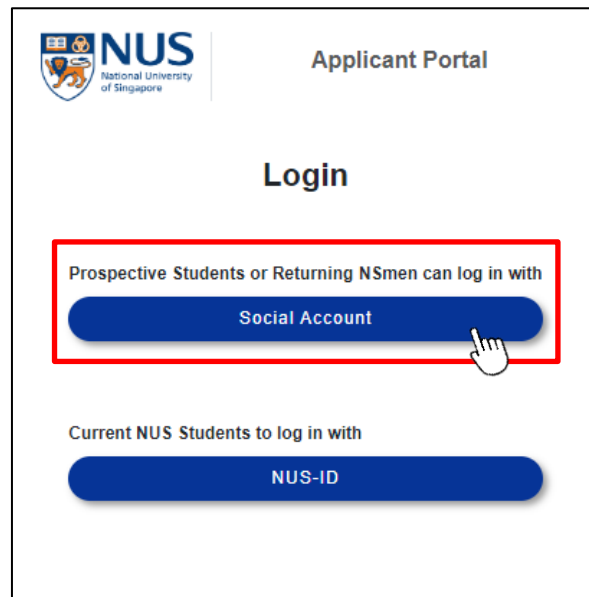 NUS
National University
of Singapore
Applicant Portal
Login
Prospective Students or Returning NSmen can log in with
Social Account
Current NUS Students to log in with
NUS-ID